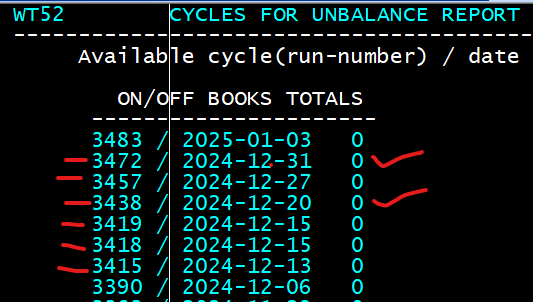 WT52 CYCLES FOR UNBALANCE REPORT
Available cycle(run-number) / date
ON/OFF BOOKS TOTALS
3483 / 2025-01-03 0
3472 / 2024-12-31 0
3457 / 2024-12-27 0
3438 / 2024-12-20 0
3419 / 2024-12-15 0
3418 / 2024-12-15 0
3415 / 2024-12-13 0
3390 / 2024-12-06 0